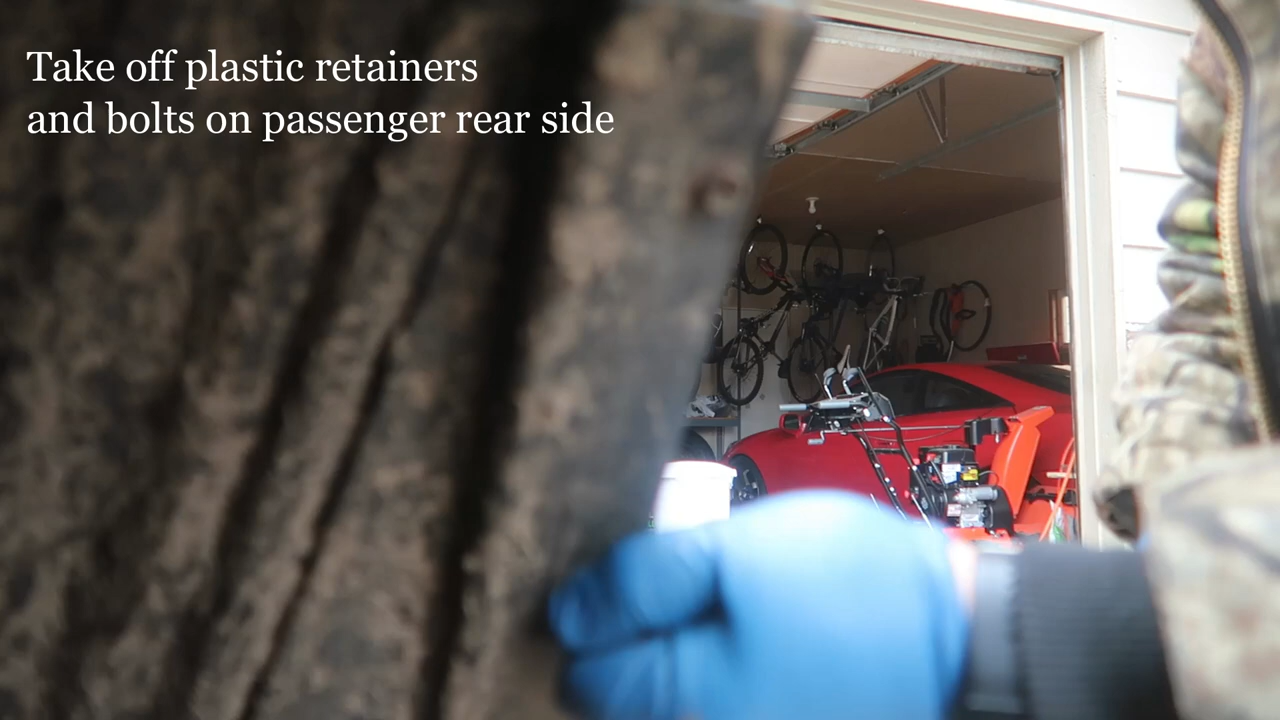 Take off plastic retainers
and bolts on passenger rear side